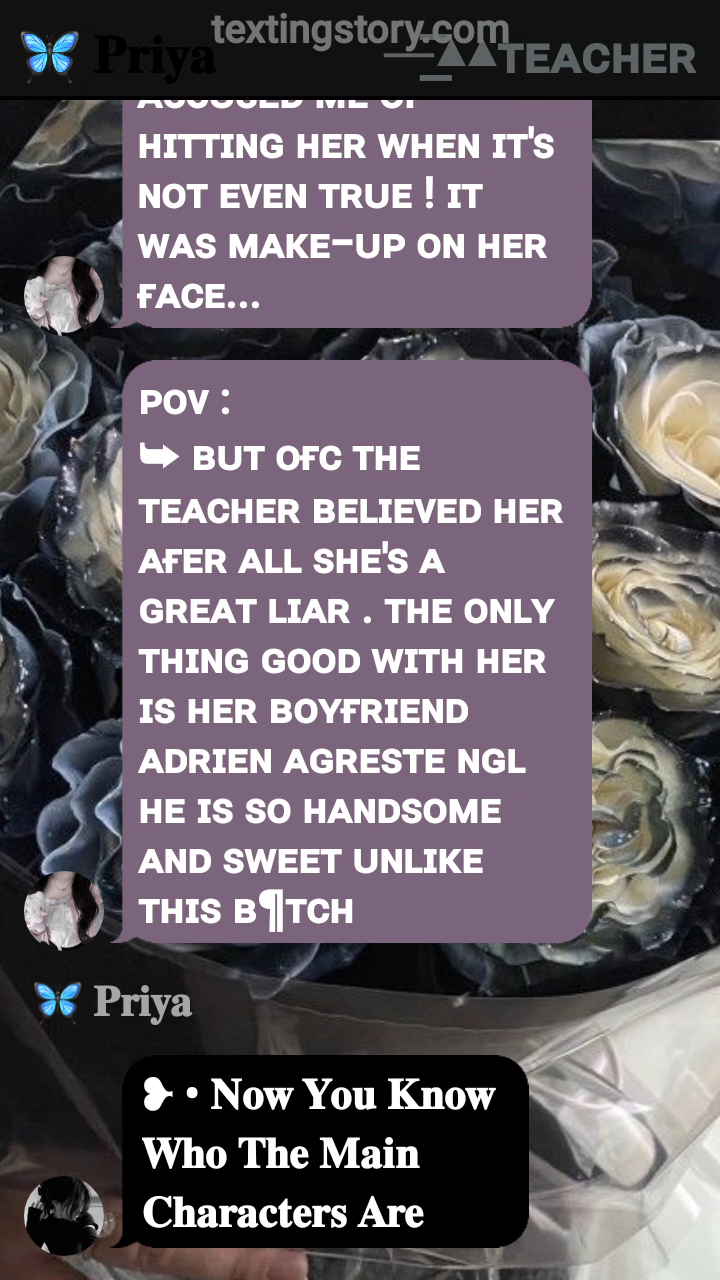 textingstory.com
🦋 Priya
TEACHER
ACCUSED ME OF
HITTING HER WHEN IT'S
NOT EVEN TRUE ! IT
WAS MAKE-UP ON HER
FACE...
POV :
⮩ BUT OFC THE
TEACHER BELIEVED HER
AFER ALL SHE'S A
GREAT LIAR . THE ONLY
THING GOOD WITH HER
IS HER BOYFRIEND
ADRIEN AGRESTE NGL
HE IS SO HANDSOME
AND SWEET UNLIKE
THIS B¶TCH
🦋 Priya
❥ • Now You Know
Who The Main
Characters Are